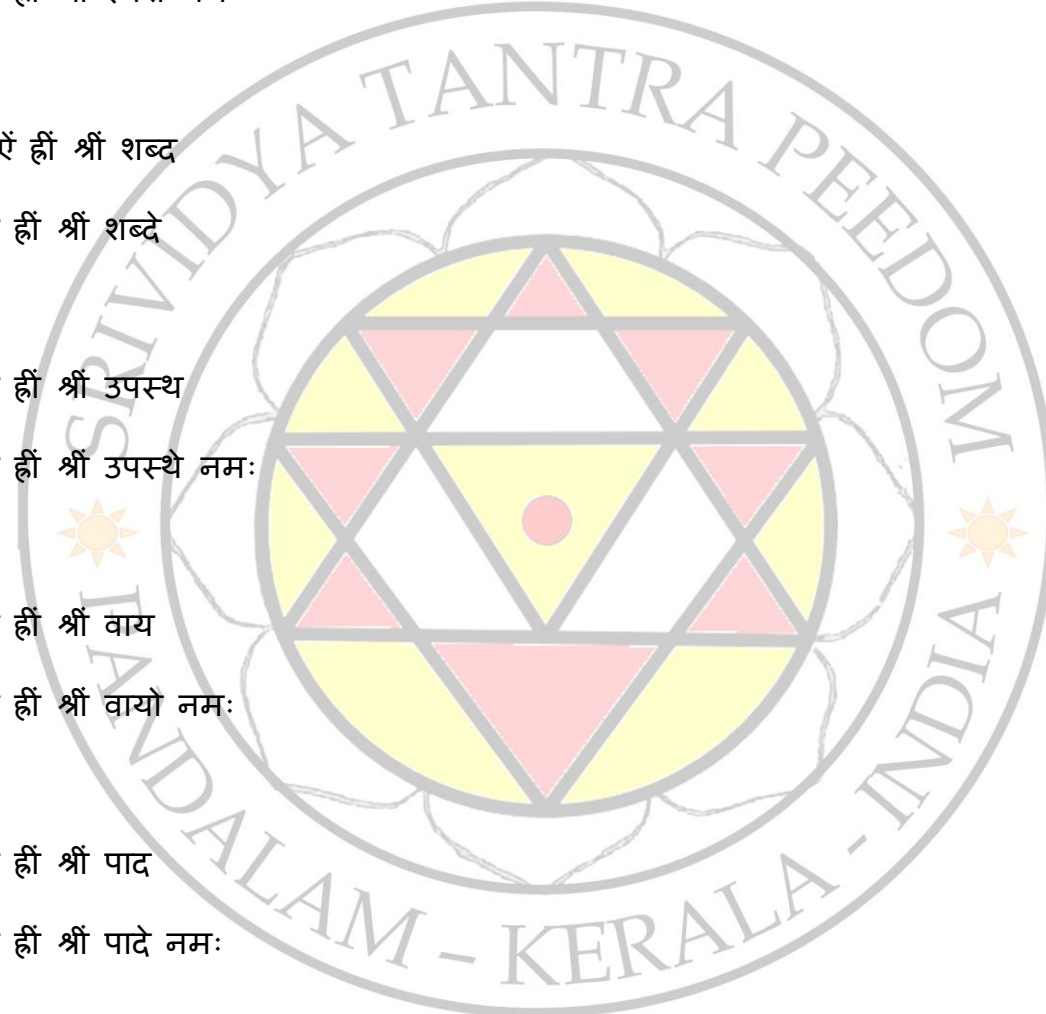 ऐं ह्रीं श्रीं शब्द
ह्रीं श्रीं शब्दे
ह्रीं श्रीं उपस्थ
ह्रीं श्रीं उपस्थे नमः
ह्रीं श्रीं वाय
ह्रीं श्रीं वायो नमः
ह्रीं श्रीं पाद
ह्रीं श्रीं पादे नमः
SRIVIDYA TANTRA PEEDOM
PANDALAM - KERALA - INDIA